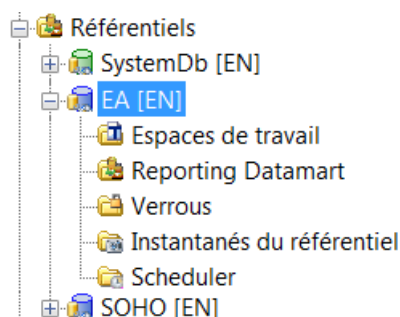 Référentiels
SystemDb [EN]
EA [EN]
Espaces de travail
Reporting Datamart
Verrous
Instantanés du référentiel
Scheduler
SOHO [EN]